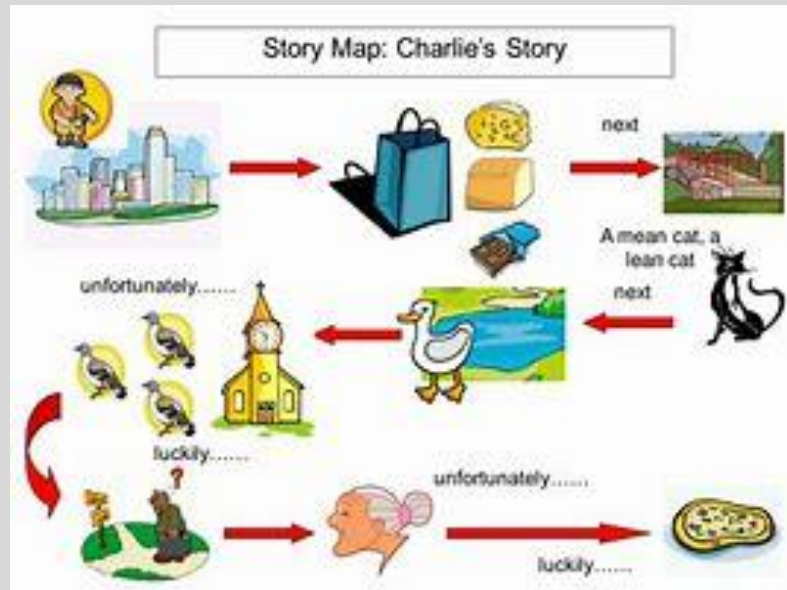 Story Map: Charlie's Story
next
A mean cat, a
lean cat
next
unfortunately......
luckily......
?
unfortunately......
luckily......